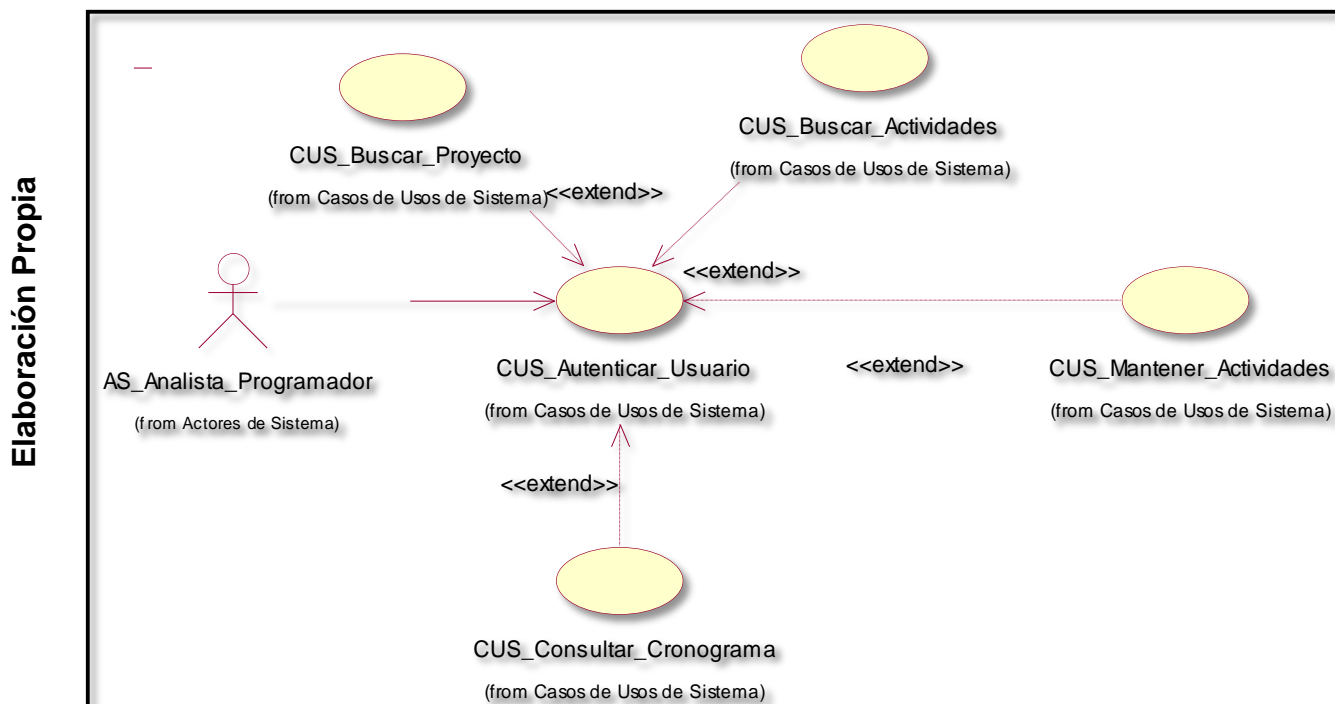 Elaboración Propia
CUS_Buscar_Proyecto
(from Casos de Usos de Sistema)
CUS_Buscar_Actividades
(from Casos de Usos de Sistema)
<<extend>>
<<extend>>
AS_Analista_Programador
(from Actores de Sistema)
CUS_Autenticar_Usuario
(from Casos de Usos de Sistema)
<<extend>>
CUS_Mantener_Actividades
(from Casos de Usos de Sistema)
<<extend>>
CUS_Consultar_Cronograma
(from Casos de Usos de Sistema)